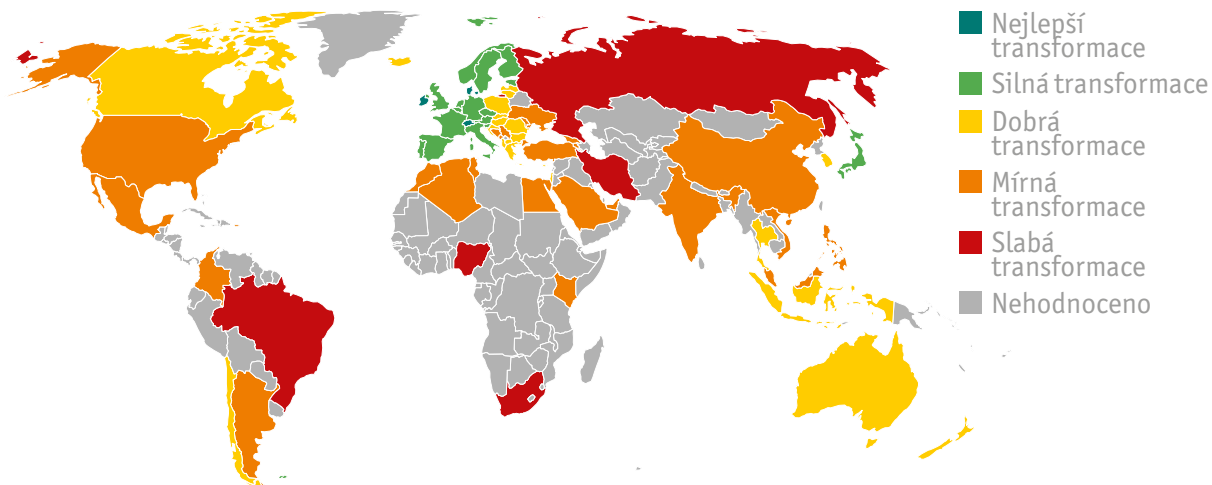 Nejlepší
transformace
Silná transformace
Dobrá
transformace
Mírná
transformace
Slabá
transformace
Nehodnoceno